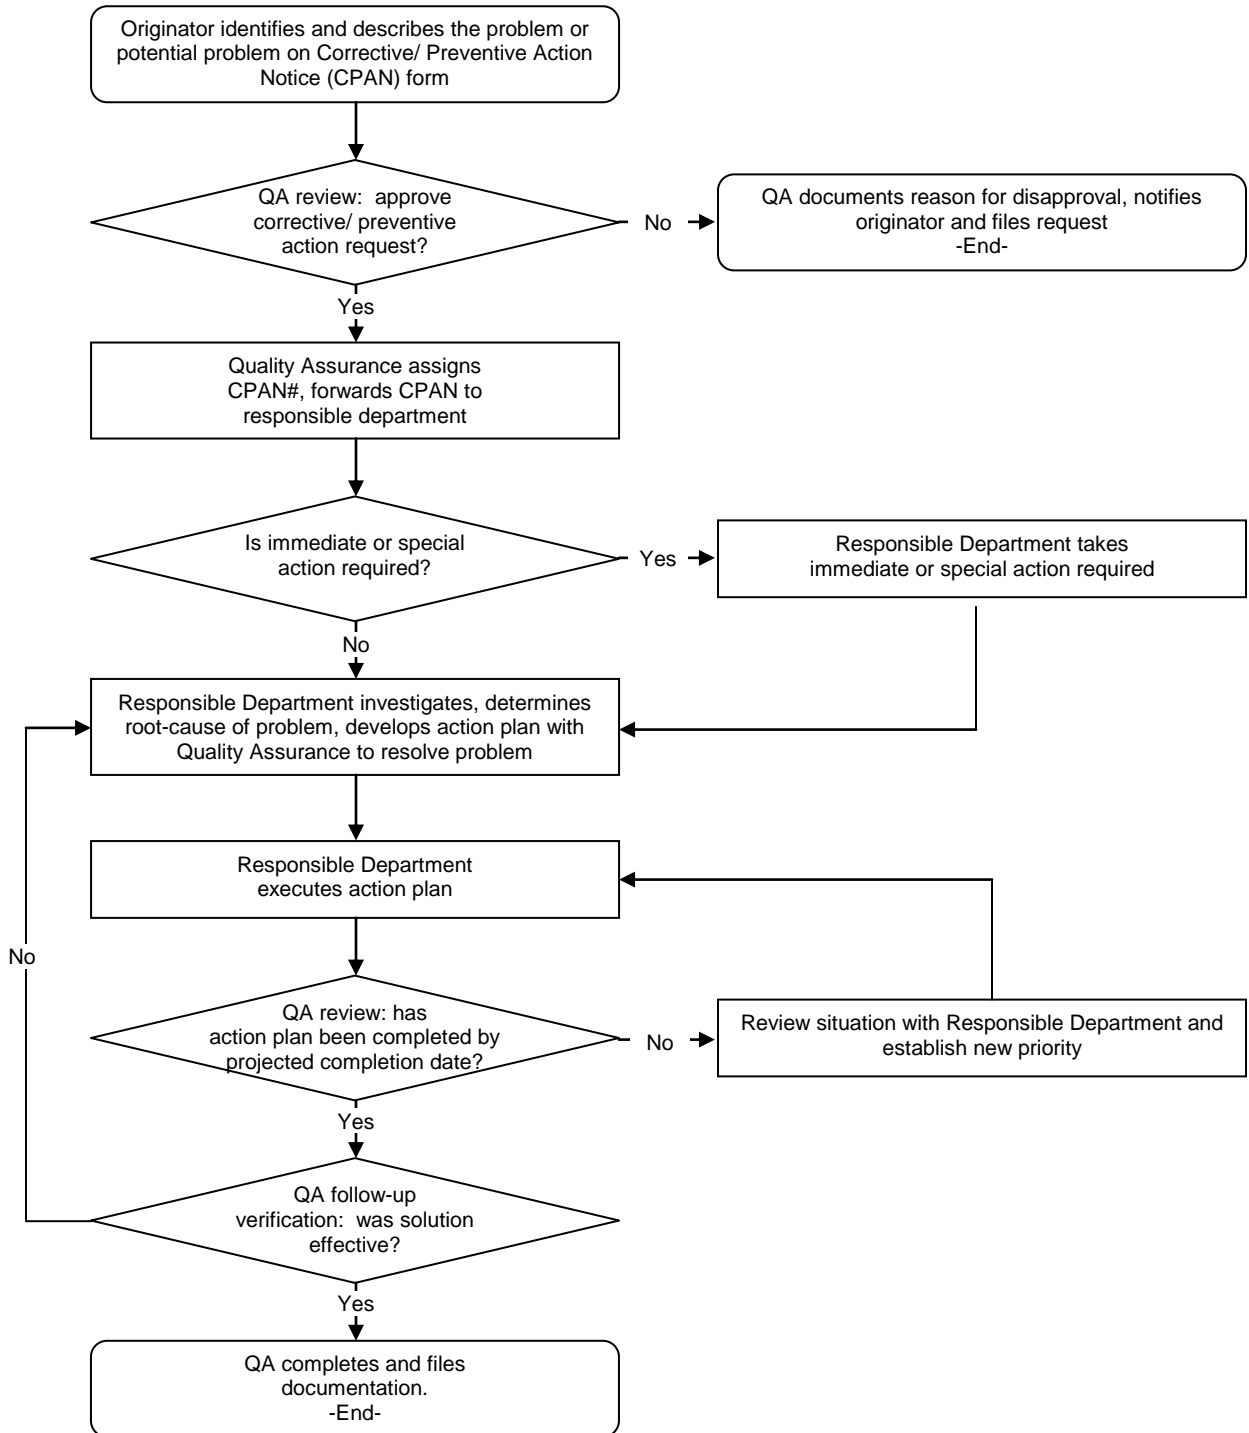 Originator identifies and describes the problem or
potential problem on Corrective/ Preventive Action
Notice (CPAN) form
QA review:  approve
corrective/ preventive
action request?
No
QA documents reason for disapproval, notifies
originator and files request
-End-
Yes
Quality Assurance assigns
CPAN#, forwards CPAN to
responsible department
Is immediate or special
action required?
Yes
Responsible Department takes
immediate or special action required
No
Responsible Department investigates, determines
root-cause of problem, develops action plan with
Quality Assurance to resolve problem
Responsible Department
executes action plan
No
QA review: has
action plan been completed by
projected completion date?
No
Review situation with Responsible Department and
establish new priority
Yes
QA follow-up
verification:  was solution
effective?
Yes
QA completes and files
documentation.
-End-